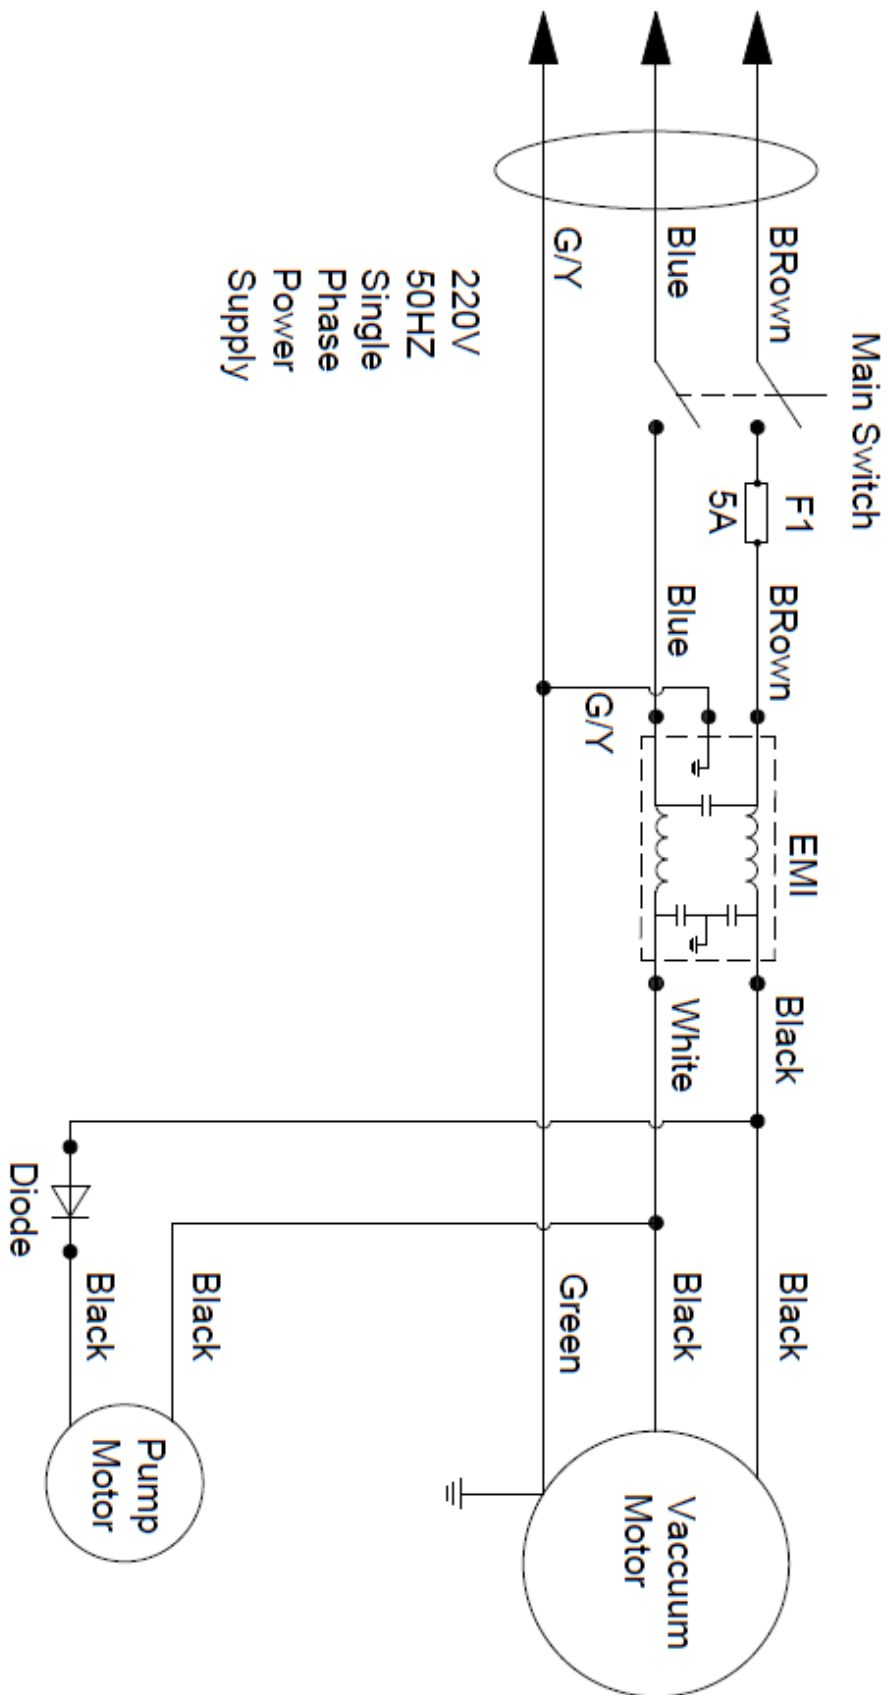 Main Switch
BRown
F1
5A
BRown
EMI
Black
Black
Blue
Blue
White
Black
Vaccuum
Motor
G/Y
G/Y
Green
220V
50HZ
Single
Phase
Power
Supply
Black
Pump
Motor
Black
Diode